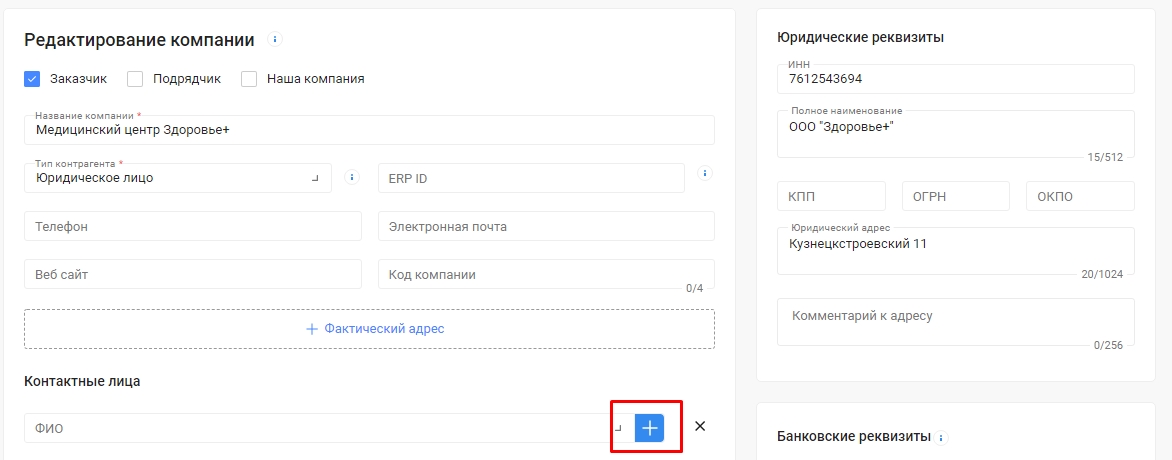 Редактирование компании
Заказчик Подрядчик Наша компания
Название компании *
Медицинский центр Здоровье+
Тип контрагента *
Юридическое лицо
ERP ID
Телефон
Электронная почта
Веб сайт
Код компании
0/4
+ Фактический адрес
Контактные лица
ФИО
Юридические реквизиты
ИНН
7612543694
Полное наименование
ООО "Здоровье+"
15/512
КПП
ОГРН
ОКПО
Юридический адрес
Кузнецкстроевский 11
20/1024
Комментарий к адресу
0/256
Банковские реквизиты